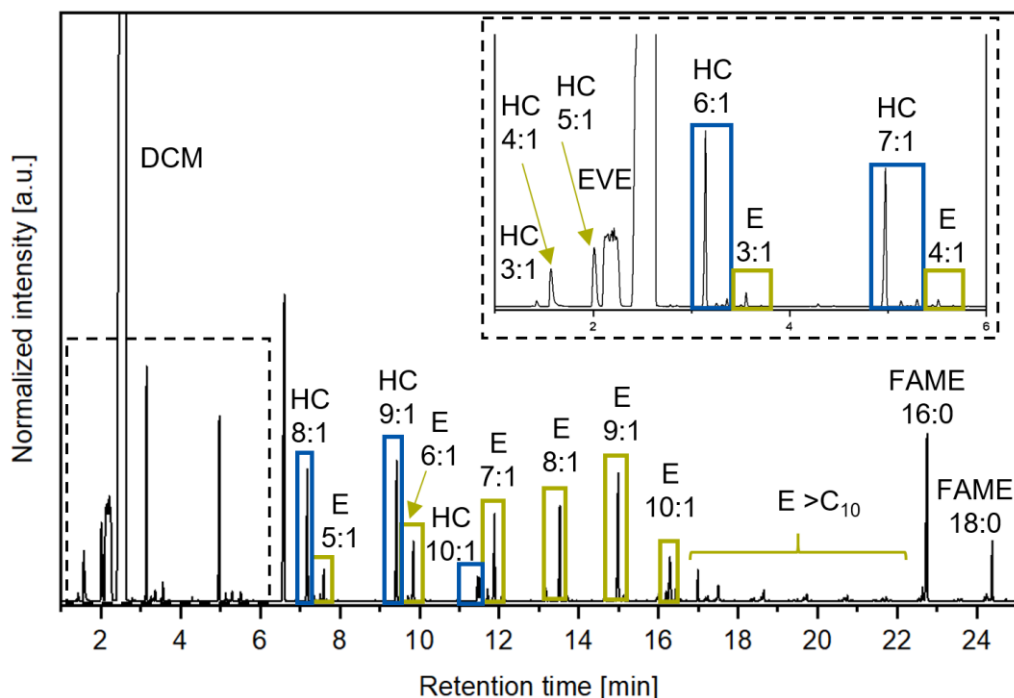 Normalized intensity [a.u.]
DCM
HC
3:1
HC
4:1
HC
5:1
EVE
HC
6:1
E
3:1
HC
7:1
E
4:1
2
4
6
HC
8:1
E
5:1
HC
9:1
E
6:1
HC
10:1
E
7:1
E
8:1
E
9:1
E
10:1
E >C₁₀
FAME
16:0
FAME
18:0
2 4 6 8 10 12 14 16 18 20 22 24
Retention time [min]